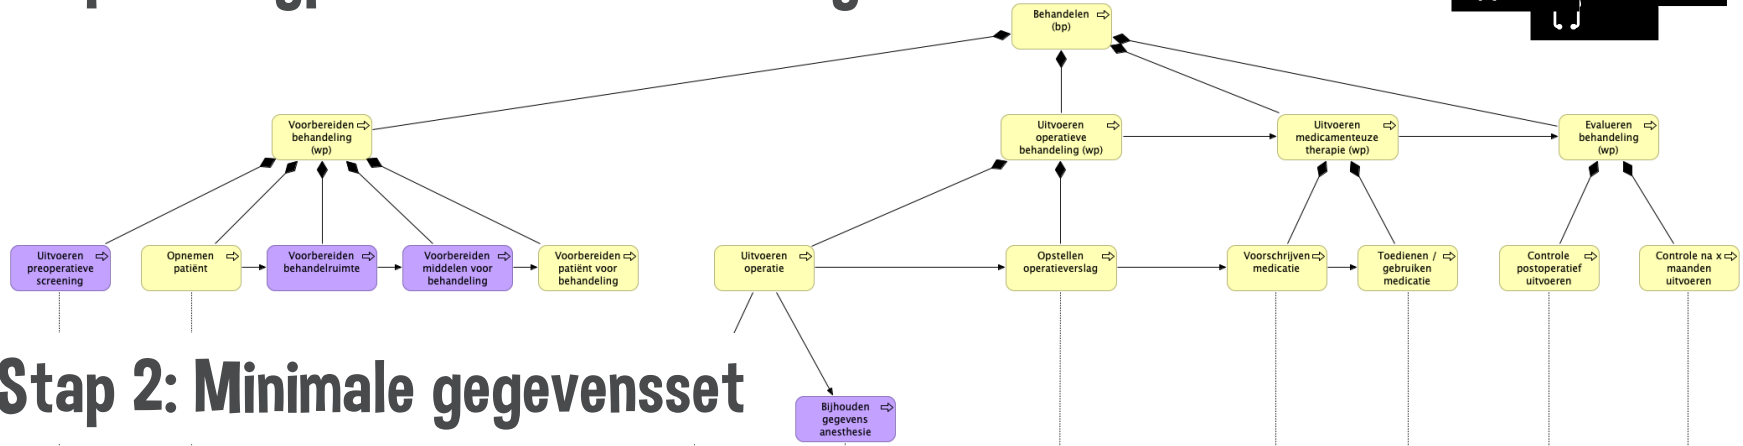 Behandelen
(bp)
Voorbereiden
behandeling
(wp)
Uitvoeren
operatieve
behandeling (wp)
Uitvoeren
medicamenteuze
therapie (wp)
Evalueren
behandeling
(wp)
Uitvoeren
preoperatieve
screening
Opnemen
patiënt
Voorbereiden
behandelruimte
Voorbereiden
middelen voor
behandeling
Voorbereiden
patiënt voor
behandeling
Uitvoeren
operatie
Opstellen
operatieverslag
Voorschrijven
medicatie
Toedienen /
gebruiken
medicatie
Controle
postoperatief
uitvoeren
Controle na x
maanden
uitvoeren
Stap 2: Minimale gegevensset
Bijhouden
gegevens
anesthesie